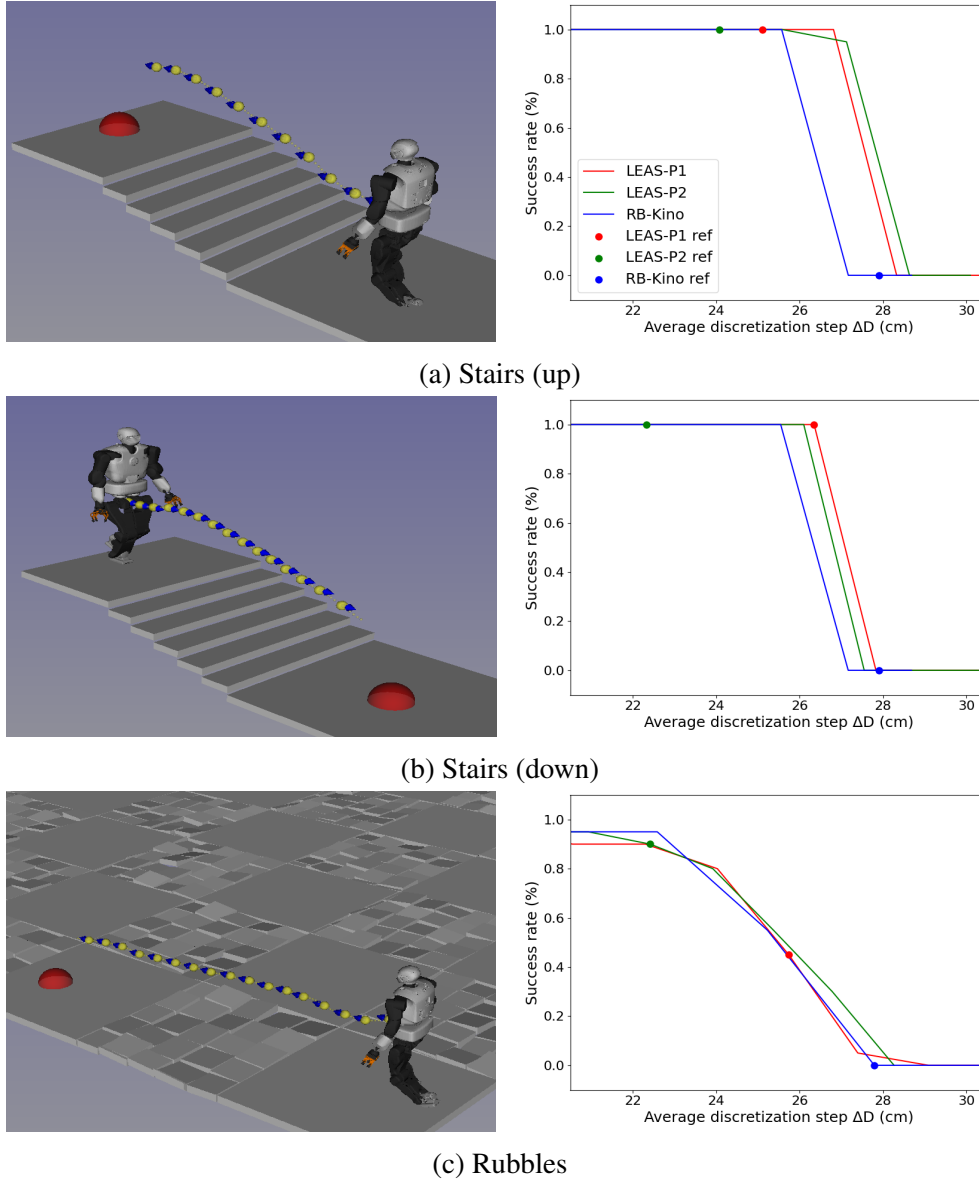 1.0
0.8
0.6
0.4
0.2
0.0
Success rate (%)
LEAS-P1
LEAS-P2
RB-Kino
LEAS-P1 ref
LEAS-P2 ref
RB-Kino ref
22 24 26 28 30
Average discretization step ΔD (cm)
(a) Stairs (up)
1.0
0.8
0.6
0.4
0.2
0.0
Success rate (%)
22 24 26 28 30
Average discretization step ΔD (cm)
(b) Stairs (down)
1.0
0.8
0.6
0.4
0.2
0.0
Success rate (%)
22 24 26 28 30
Average discretization step ΔD (cm)
(c) Rubbles